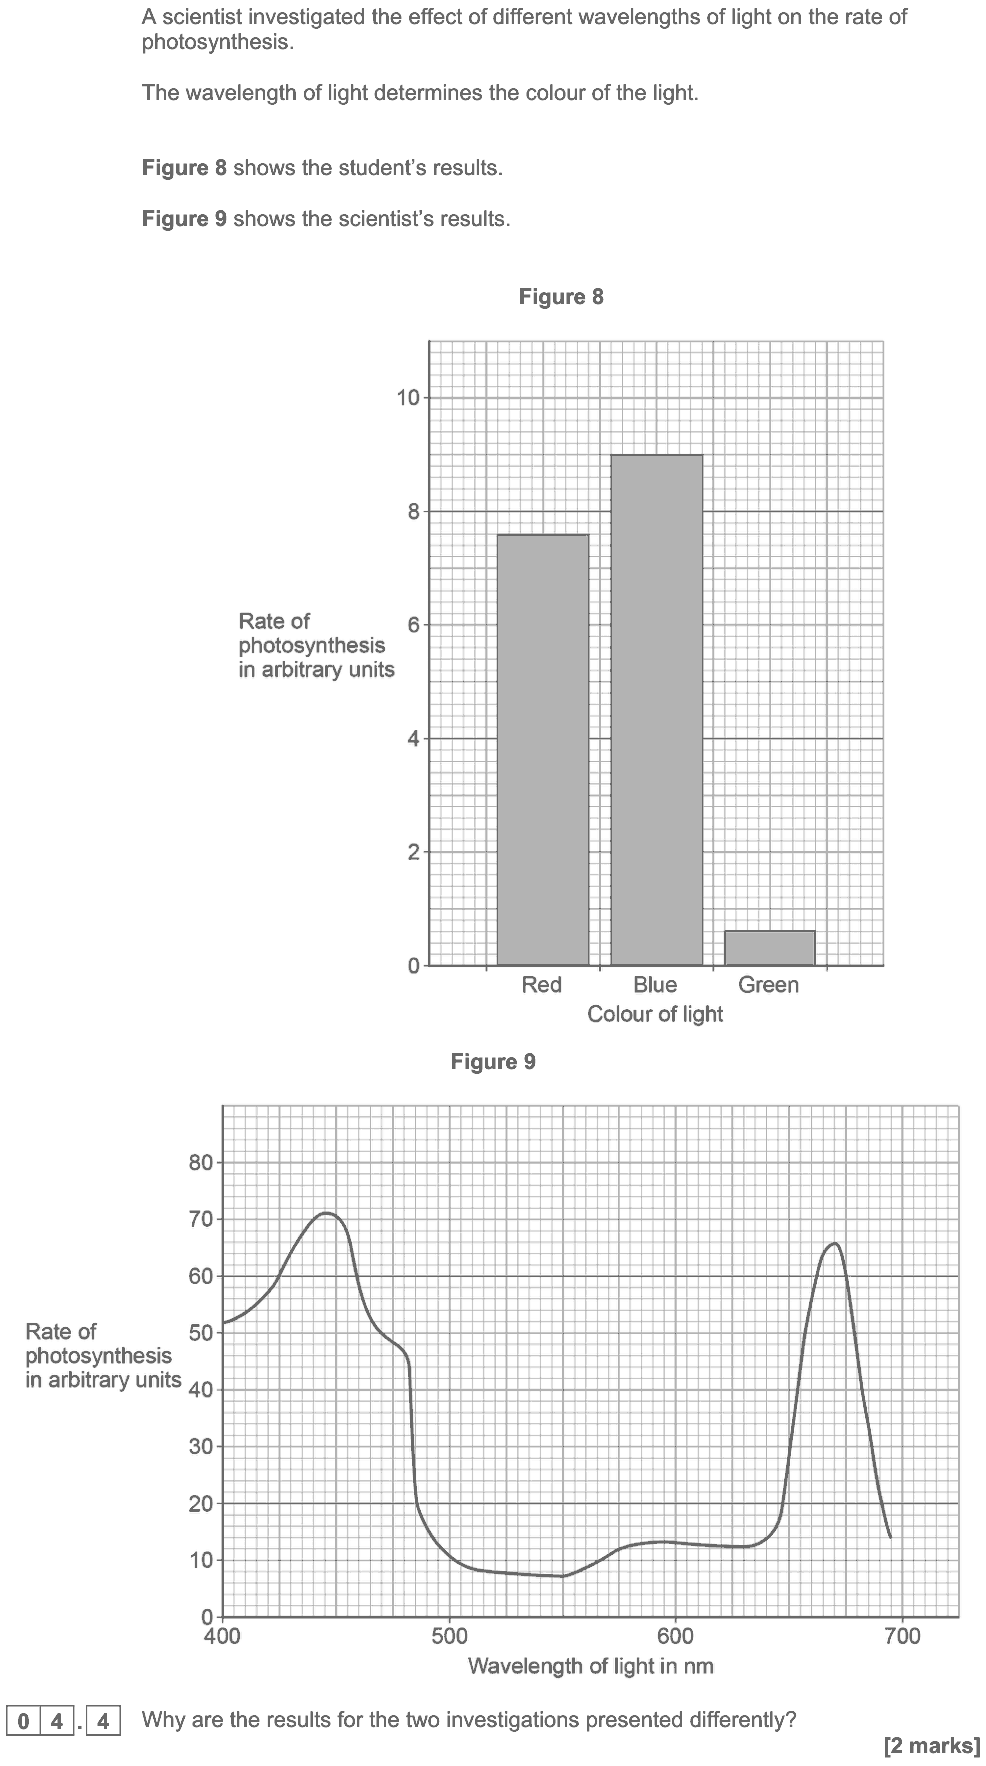 A scientist investigated the effect of different wavelengths of light on the rate of
photosynthesis.
The wavelength of light determines the colour of the light.
Figure 8 shows the student's results.
Figure 9 shows the scientist's results.
Figure 8
10
8
Rate of
photosynthesis
in arbitrary units
6
4
2
0
Red Blue Green
Colour of light
Figure 9
80
70
60
Rate of
photosynthesis
in arbitrary units
50
40
30
20
10
0
400 500 600 700
Wavelength of light in nm
0 4 . 4 Why are the results for the two investigations presented differently?
[2 marks]